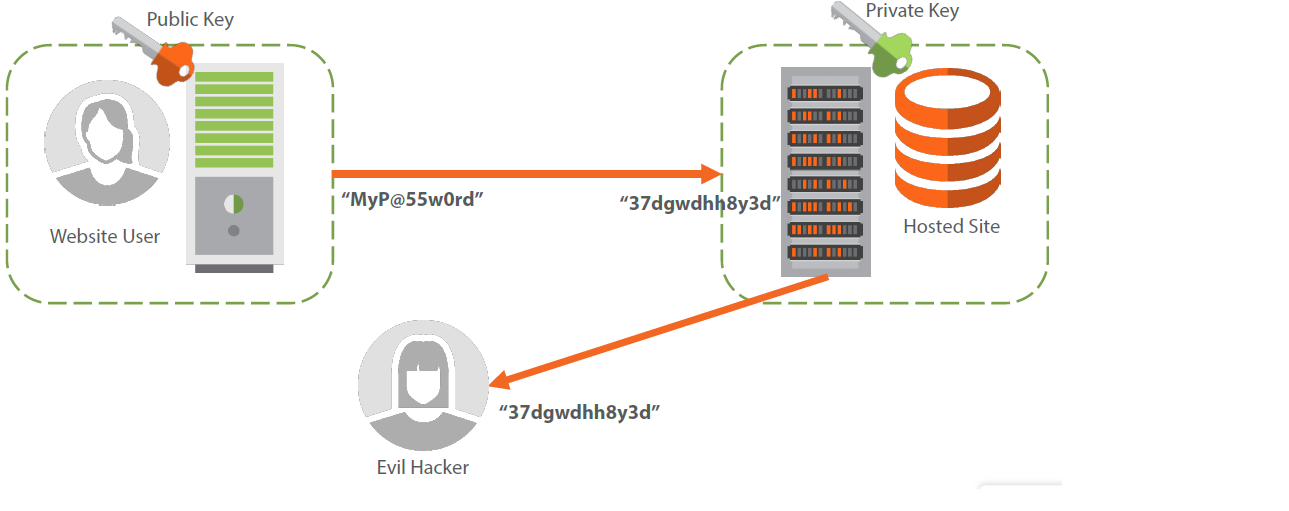 Public Key
Private Key
“MyP@55w0rd”
“37dgwdhh8y3d”
Website User
Hosted Site
“37dgwdhh8y3d”
Evil Hacker